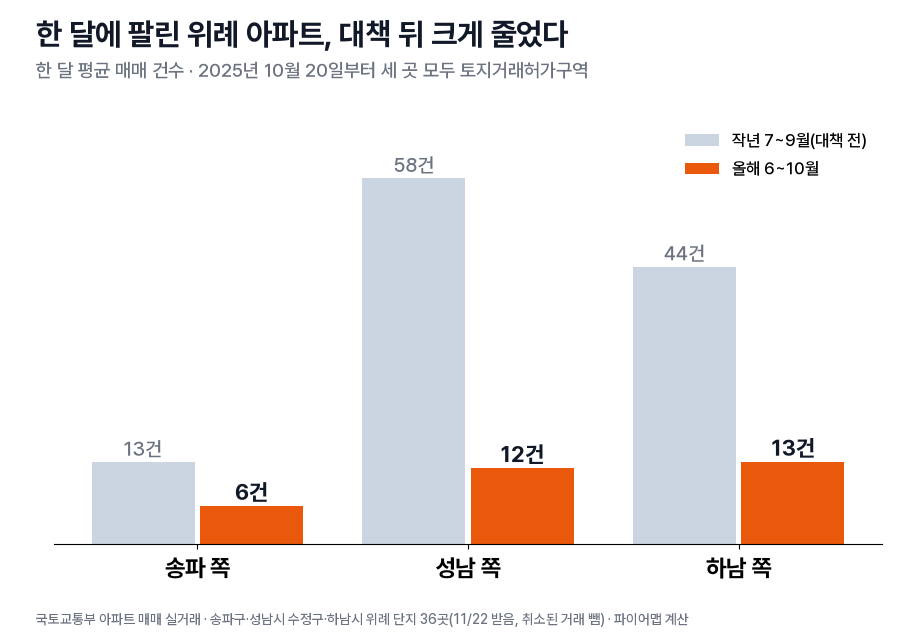 한 달에 팔린 위례 아파트, 대책 뒤 크게 줄었다
한 달 평균 매매 건수 · 2025년 10월 20일부터 세 곳 모두 토지거래허가구역
작년 7~9월(대책 전)
올해 6~10월
58건
44건
13건
6건
12건
13건
송파 쪽
성남 쪽
하남 쪽
국토교통부 아파트 매매 실거래 · 송파구·성남시 수정구·하남시 위례 단지 36곳(11/22 받음, 취소된 거래 뺌) · 파이어맵 계산